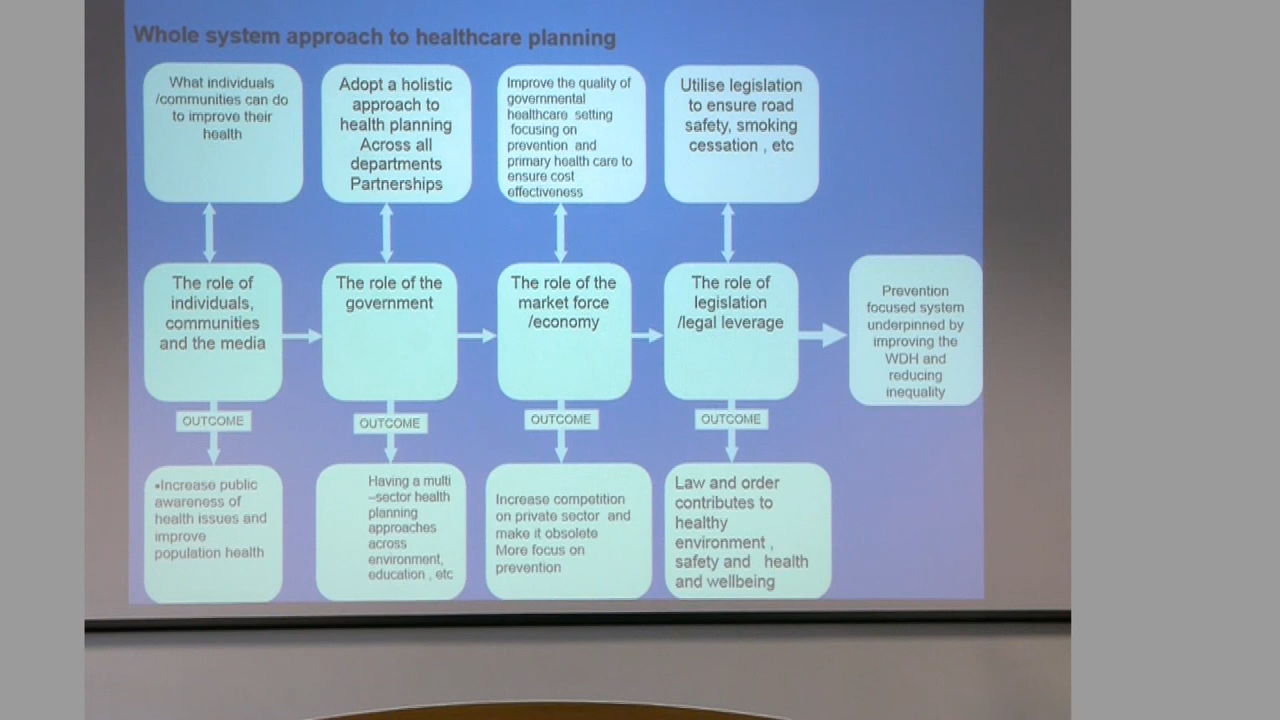 Whole system approach to healthcare planning
What individuals
/communities can do
to improve their
health
Adopt a holistic
approach to
health planning
Across all
departments
Partnerships
Improve the quality of
governmental
healthcare setting
focusing on
prevention and
primary health care to
ensure cost
effectiveness
Utilise legislation
to ensure road
safety, smoking
cessation , etc
The role of
individuals,
communities
and the media
The role of the
government
The role of the
market force
/economy
The role of
legislation
/legal leverage
Prevention
focused system
underpinned by
improving the
WDH and
reducing
inequality
OUTCOME
OUTCOME
OUTCOME
OUTCOME
•Increase public
awareness of
health issues and
improve
population health
Having a multi
–sector health
planning
approaches
across
environment,
education , etc
Increase competition
on private sector and
make it obsolete
More focus on
prevention
Law and order
contributes to
healthy
environment ,
safety and health
and wellbeing